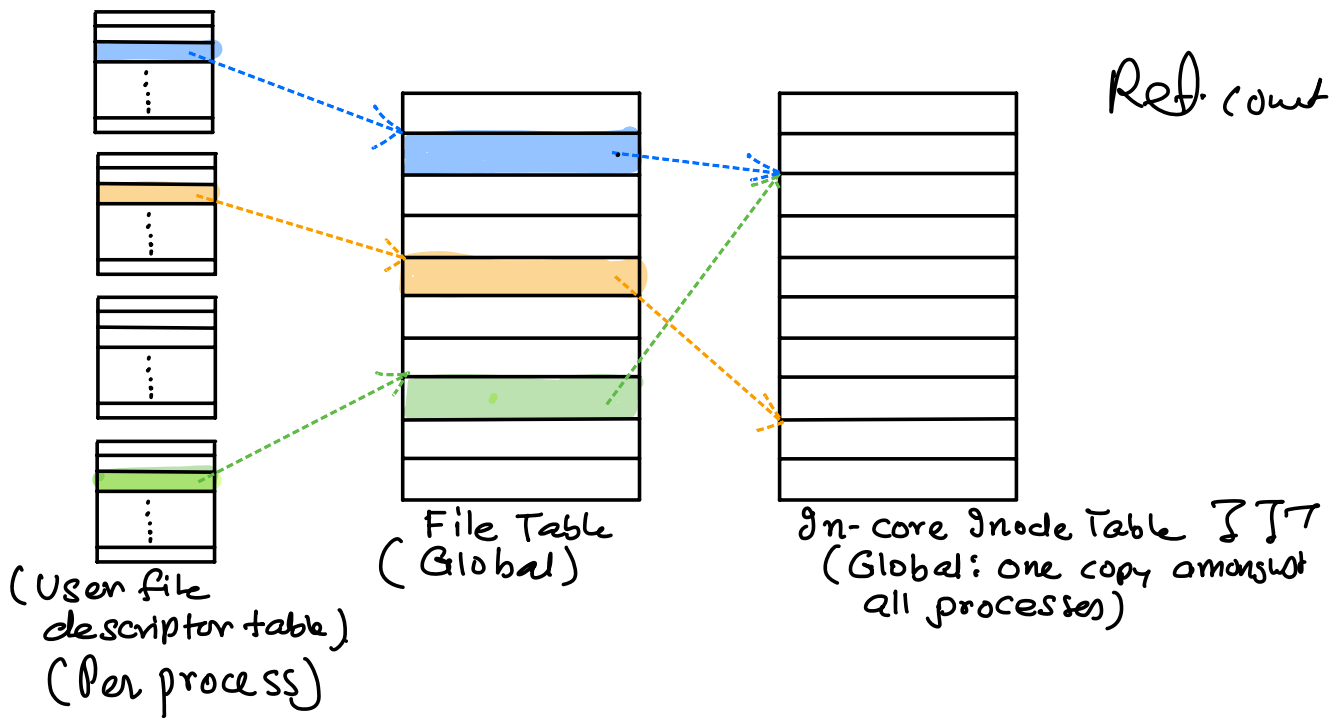 Ref. count
File Table
(Global)
In-core Inode Table IIT
(Global: one copy amongst
all processes)
(User file
descriptor table)
(Per process)